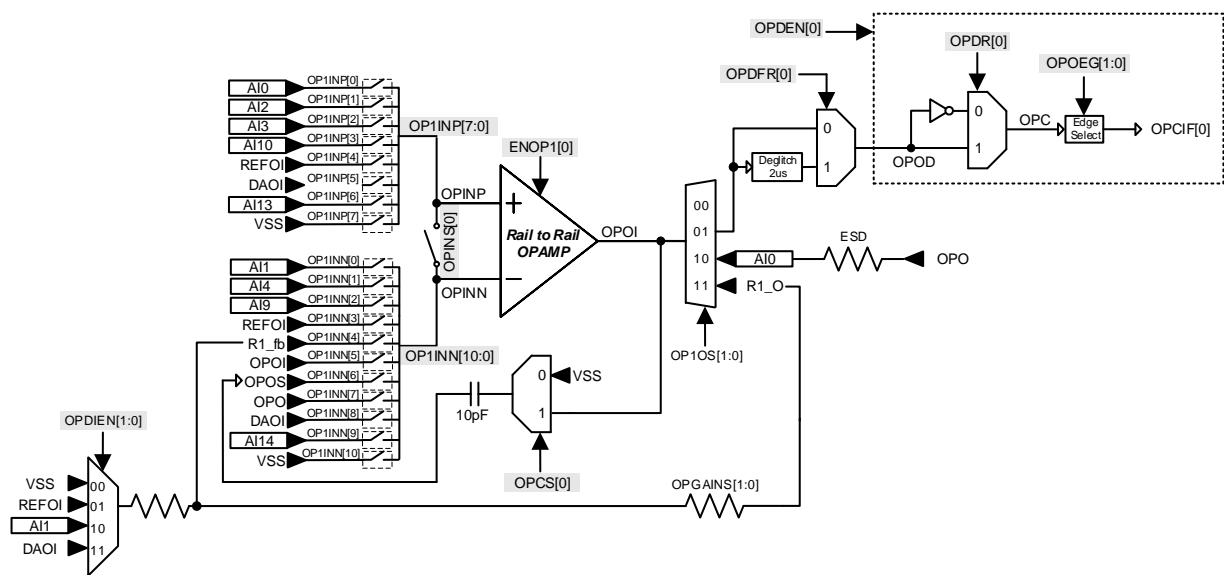 OPDEN[0]
OPDR[0]
OPOEG[1:0]
OPDFR[0]
0
1
OPC
Edge
Select
OPCIF[0]
OPOD
0
1
Deglitch
2us
AI0
OP1INP[0]
AI2
OP1INP[1]
AI3
OP1INP[2]
AI10
OP1INP[3]
REFOI
OP1INP[4]
DAOI
OP1INP[5]
AI13
OP1INP[6]
VSS
OP1INP[7]
OP1INP[7:0]
ENOP1[0]
OPINP
OPINS[0]
OPINN
+
Rail to Rail
OPAMP
−
OPOI
00
01
10
11
AI0
ESD
OPO
R1_O
OP1OS[1:0]
AI1
OP1INN[0]
AI4
OP1INN[1]
AI9
OP1INN[2]
REFOI
OP1INN[3]
R1_fb
OP1INN[4]
OPOI
OP1INN[5]
OPOS
OP1INN[6]
OPO
OP1INN[7]
DAOI
OP1INN[8]
AI14
OP1INN[9]
VSS
OP1INN[10]
OP1INN[10:0]
10pF
0
1
VSS
OPCS[0]
OPDIEN[1:0]
VSS
00
REFOI
01
AI1
10
DAOI
11
OPGAINS[1:0]